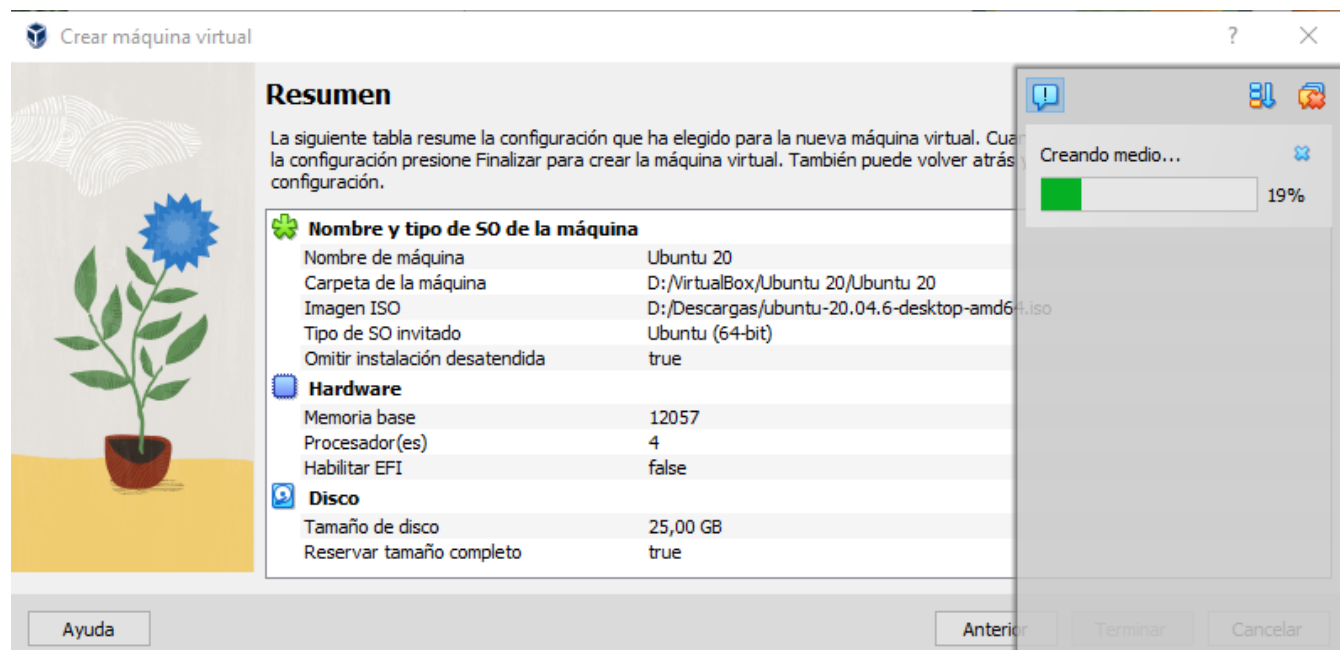 Crear máquina virtual
?
Resumen
La siguiente tabla resume la configuración que ha elegido para la nueva máquina virtual. Cuan
la configuración presione Finalizar para crear la máquina virtual. También puede volver atrás
configuración.
Nombre y tipo de SO de la máquina
Nombre de máquina Ubuntu 20
Carpeta de la máquina D:/VirtualBox/Ubuntu 20/Ubuntu 20
Imagen ISO D:/Descargas/ubuntu-20.04.6-desktop-amd64.iso
Tipo de SO invitado Ubuntu (64-bit)
Omitir instalación desatendida true
Hardware
Memoria base 12057
Procesador(es) 4
Habilitar EFI false
Disco
Tamaño de disco 25,00 GB
Reservar tamaño completo true
Creando medio...
19%
Ayuda
Anterior
Terminar
Cancelar